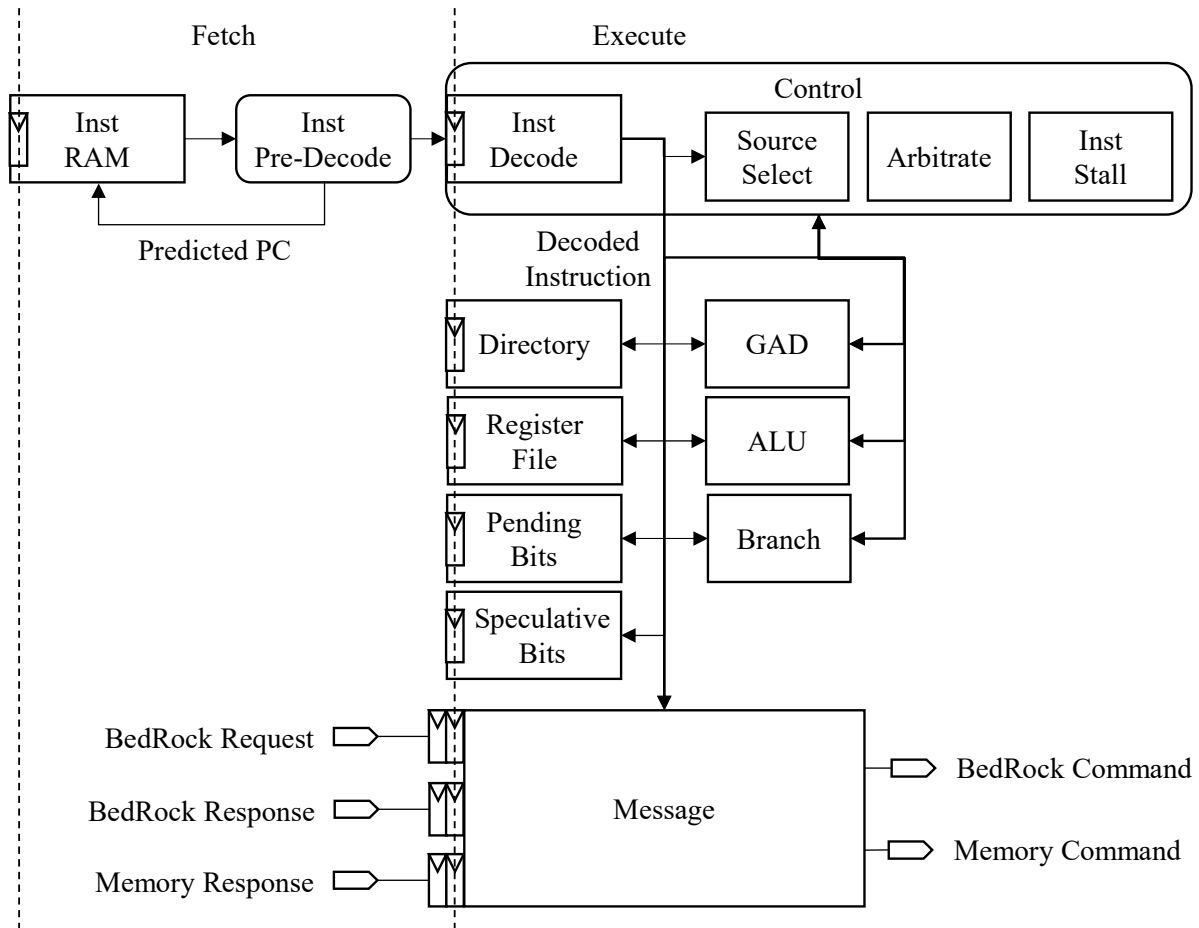 Fetch
Execute
Control
Inst
RAM
Inst
Pre-Decode
Inst
Decode
Source
Select
Arbitrate
Inst
Stall
Predicted PC
Decoded
Instruction
Directory
GAD
Register
File
ALU
Pending
Bits
Branch
Speculative
Bits
BedRock Request
BedRock Response
Memory Response
Message
BedRock Command
Memory Command